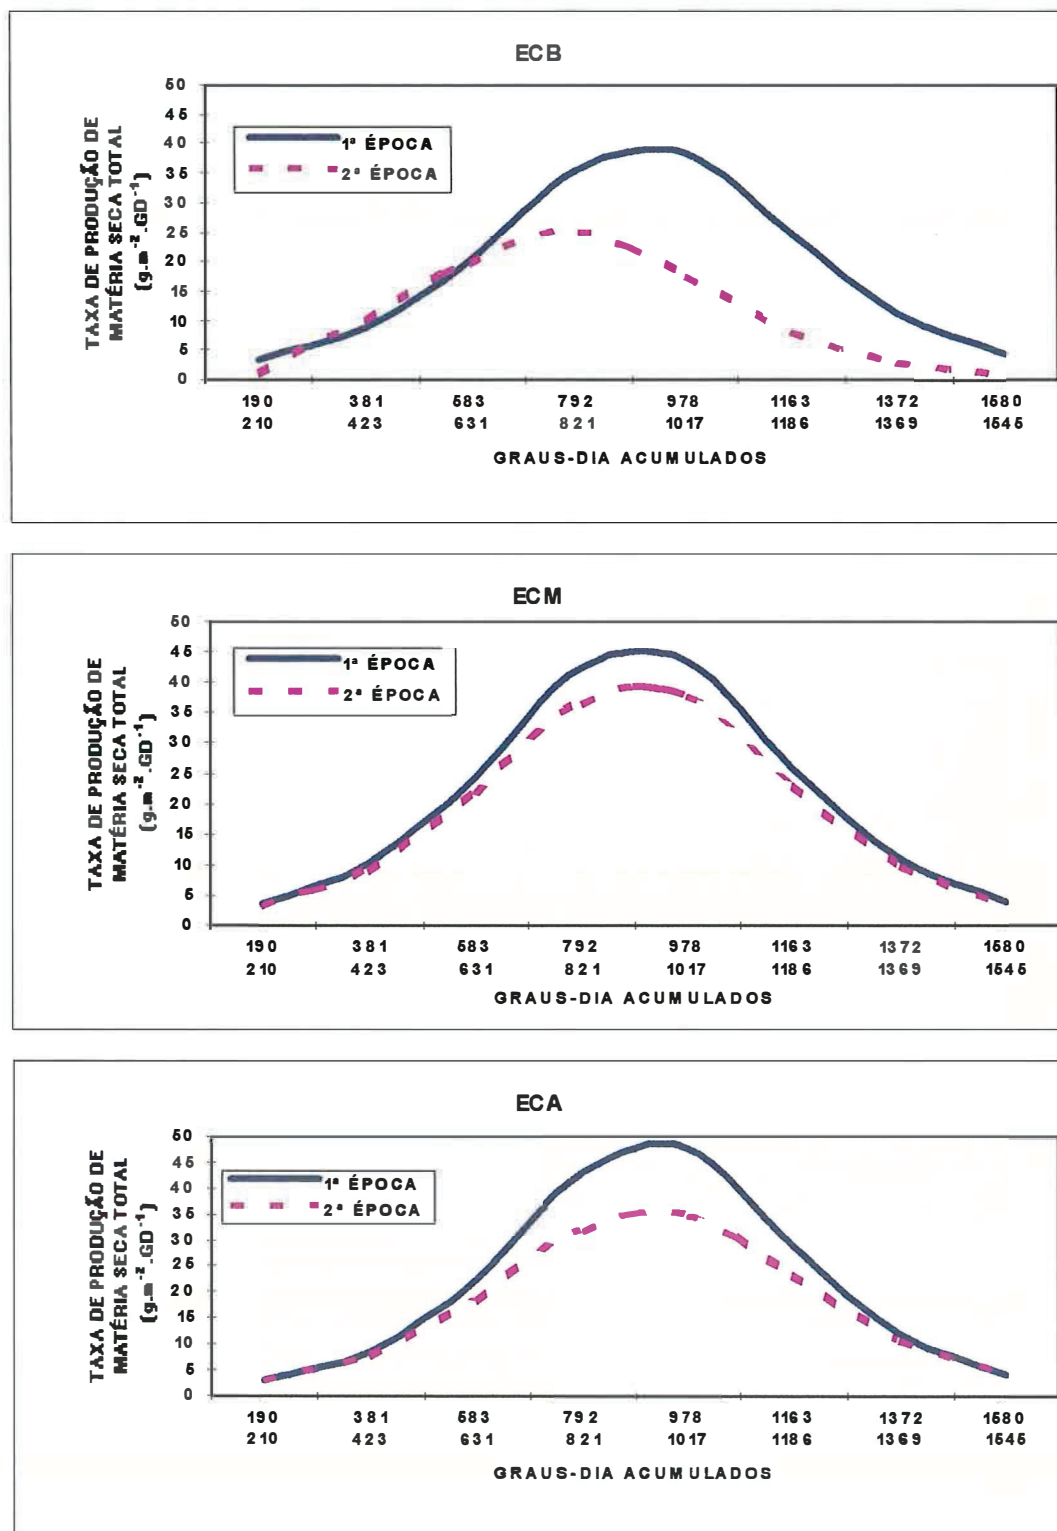 ECB
TAXA DE PRODUÇÃO DE
MATÉRIA SECA TOTAL
(g.m-2.GD-1)
50
45
40
35
30
25
20
15
10
5
0
1ª ÉPOCA
2ª ÉPOCA
190 381 583 792 978 1163 1372 1580
210 423 631 821 1017 1186 1369 1545
GRAUS-DIA ACUMULADOS
ECM
TAXA DE PRODUÇÃO DE
MATÉRIA SECA TOTAL
(g.m-2.GD-1)
50
45
40
35
30
25
20
15
10
5
0
1ª ÉPOCA
2ª ÉPOCA
190 381 583 792 978 1163 1372 1580
210 423 631 821 1017 1186 1369 1545
GRAUS-DIA ACUMULADOS
ECA
TAXA DE PRODUÇÃO DE
MATÉRIA SECA TOTAL
(g.m-2.GD-1)
50
45
40
35
30
25
20
15
10
5
0
1ª ÉPOCA
2ª ÉPOCA
190 381 583 792 978 1163 1372 1580
210 423 631 821 1017 1186 1369 1545
GRAUS-DIA ACUMULADOS